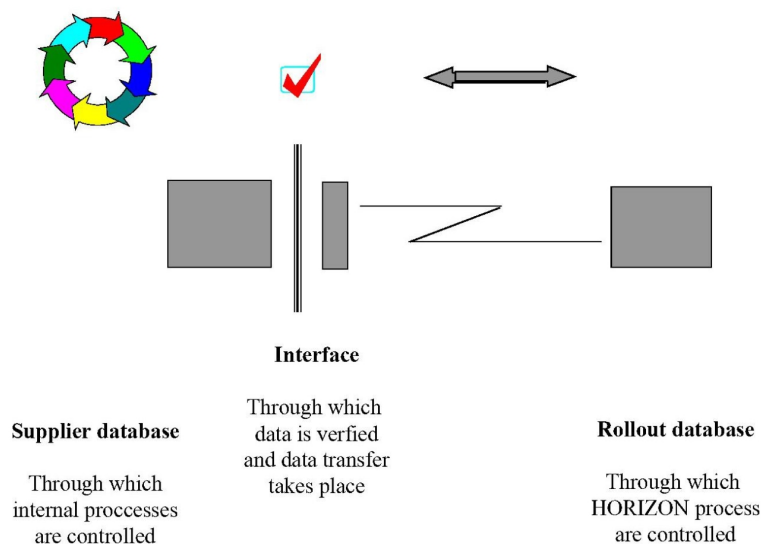 Interface
Through which
data is verfied
and data transfer
takes place
Supplier database
Through which
internal proccesses
are controlled
Rollout database
Through which
HORIZON process
are controlled